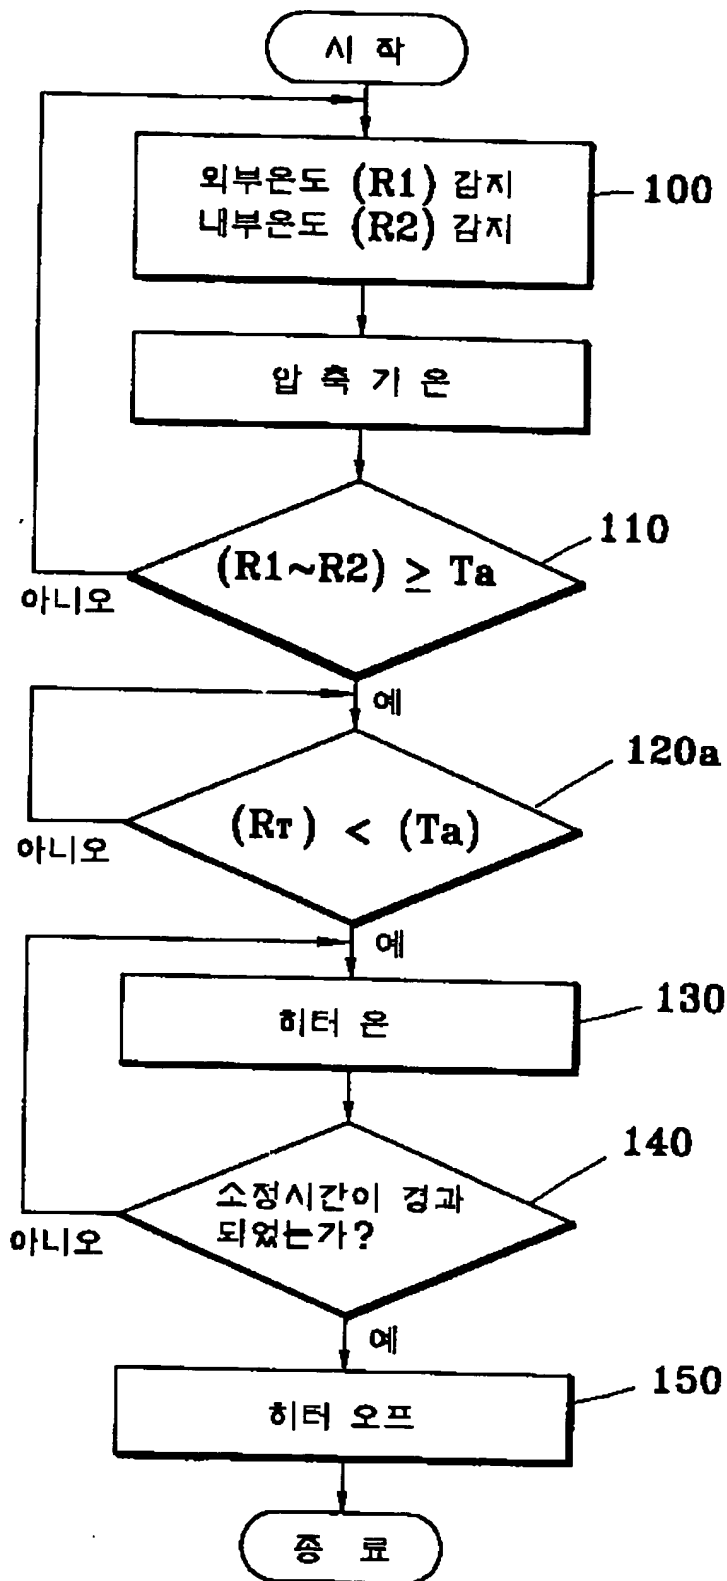 시 작
외부온도 (R1) 감지
내부온도 (R2) 감지
100
압 축 기 온
(R1~R2) ≥ Ta
110
아니오
예
(RT) < (Ta)
120a
아니오
예
히터 온
130
소정시간이 경과
되었는가?
140
아니오
예
히터 오프
150
종 료